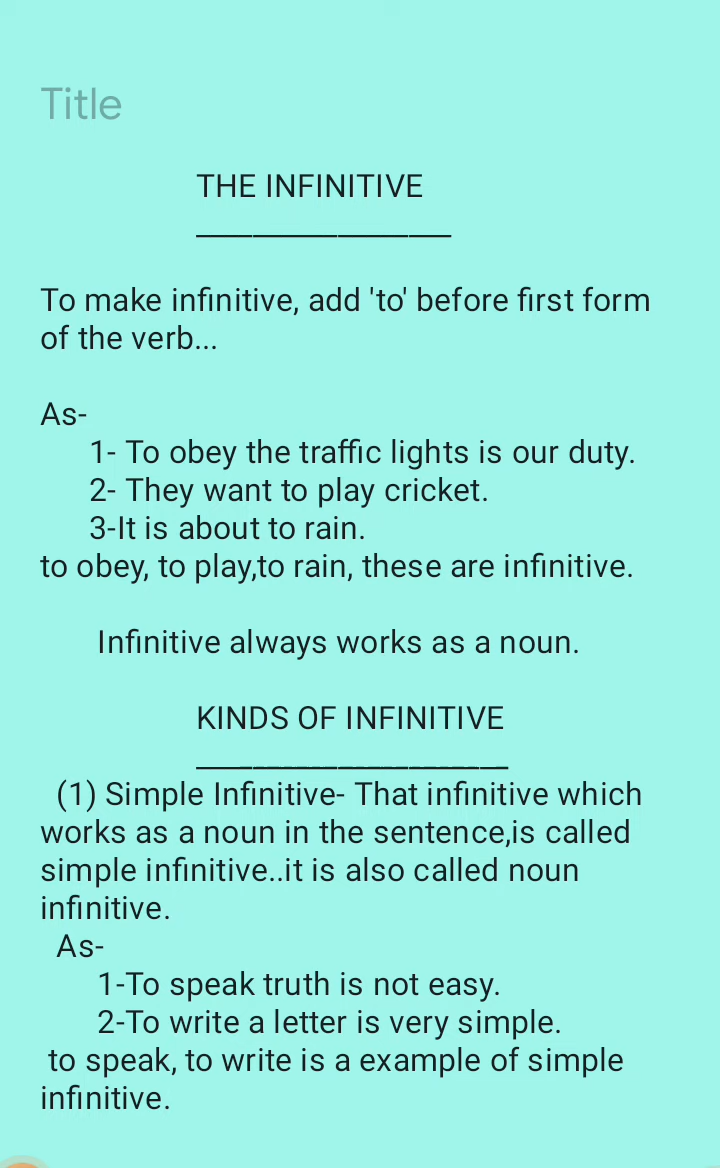 Title
THE INFINITIVE
__________________
To make infinitive, add 'to' before first form
of the verb...
As-
1- To obey the traffic lights is our duty.
2- They want to play cricket.
3-It is about to rain.
to obey, to play,to rain, these are infinitive.
Infinitive always works as a noun.
KINDS OF INFINITIVE
______________________
(1) Simple Infinitive- That infinitive which
works as a noun in the sentence,is called
simple infinitive..it is also called noun
infinitive.
As-
1-To speak truth is not easy.
2-To write a letter is very simple.
to speak, to write is a example of simple
infinitive.